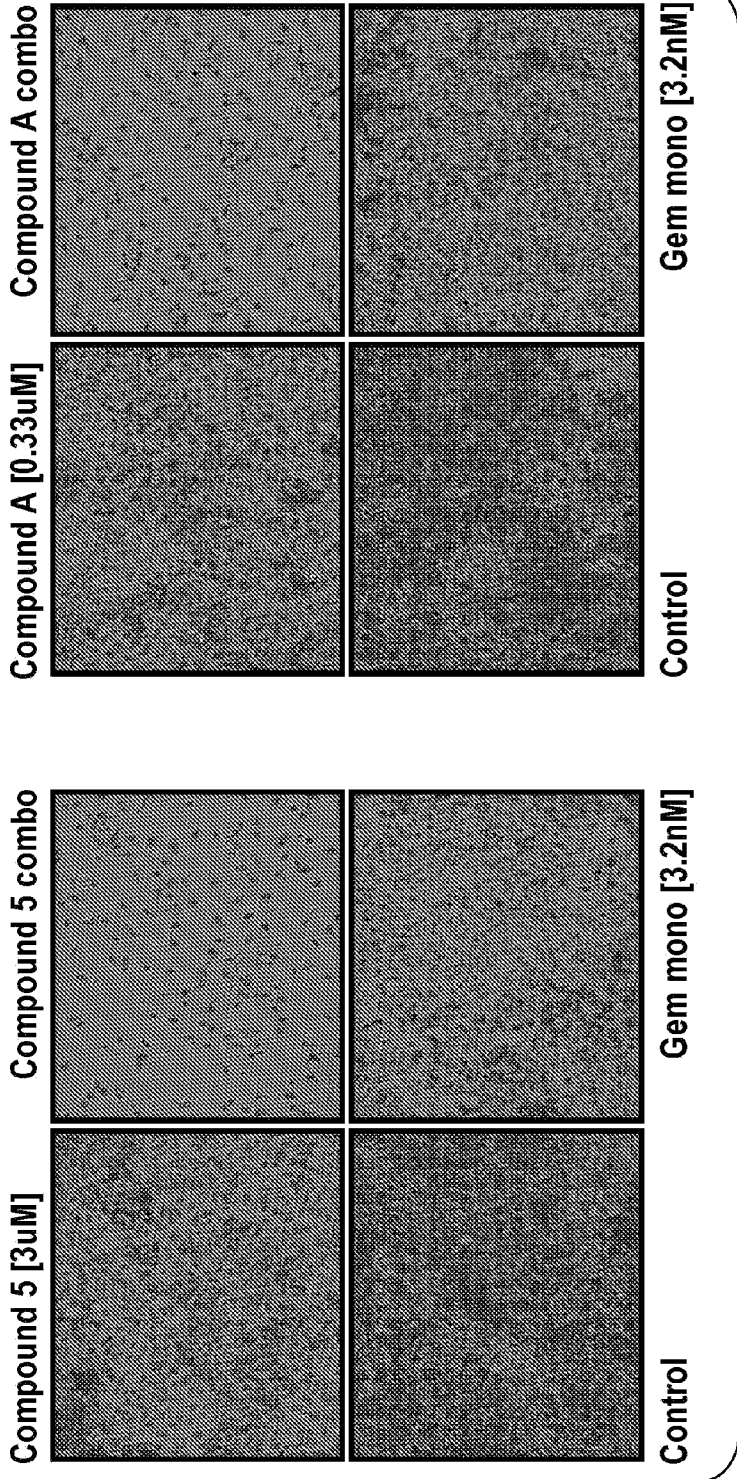 Compound 5 [3uM]
Compound 5 combo
Control
Gem mono [3.2nM]
Compound A [0.33uM]
Compound A combo
Control
Gem mono [3.2nM]